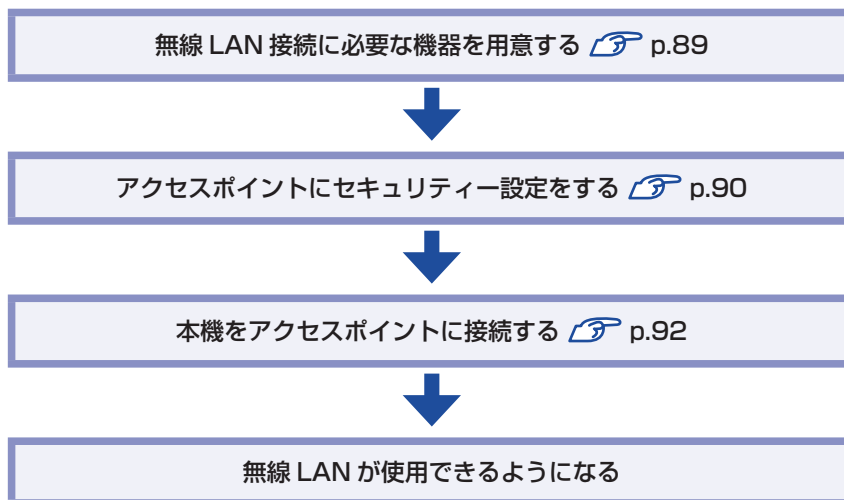 無線 LAN 接続に必要な機器を用意する p.89
アクセスポイントにセキュリティー設定をする p.90
本機をアクセスポイントに接続する p.92
無線 LAN が使用できるようになる